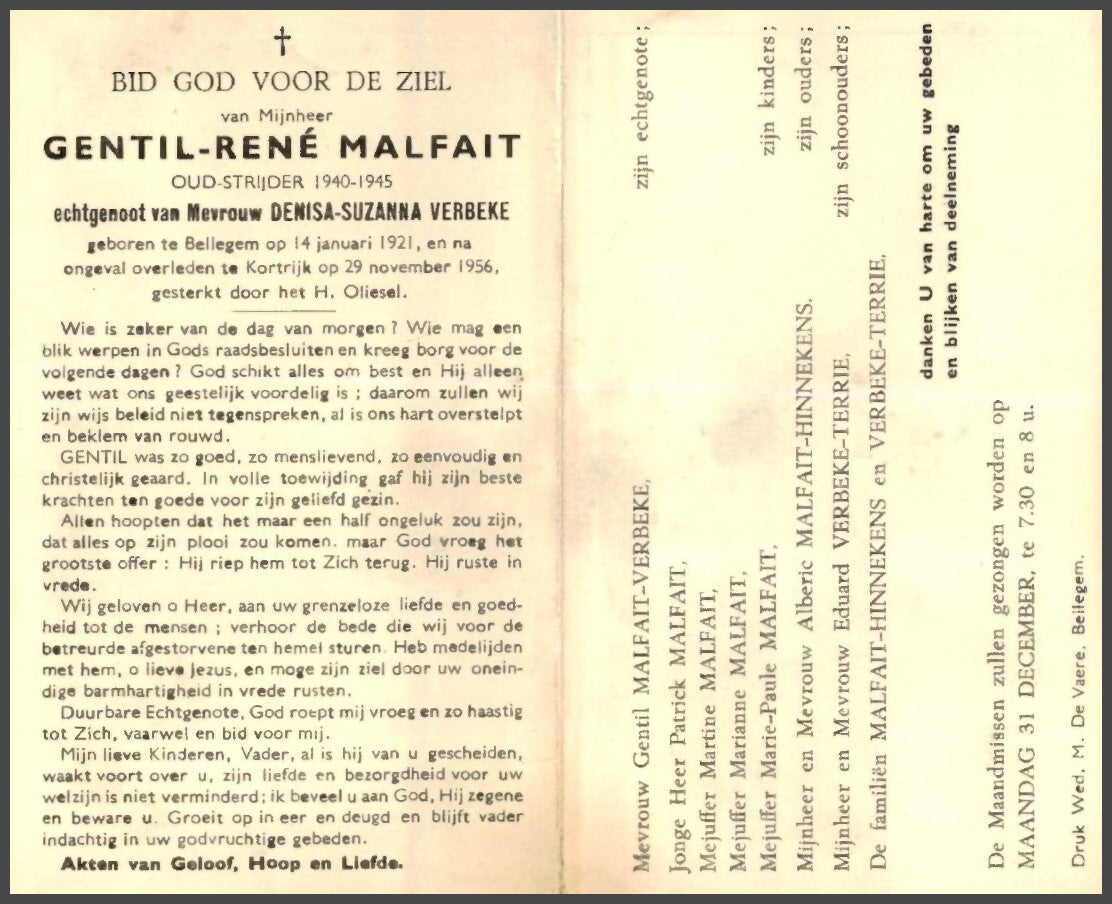 †
BID GOD VOOR DE ZIEL
van Mijnheer
GENTIL-RENÉ MALFAIT
OUD-STRIJDER 1940-1945
echtgenoot van Mevrouw DENISA-SUZANNA VERBEKE
geboren te Bellegem op 14 januari 1921, en na
ongeval overleden te Kortrijk op 29 november 1956,
gesterkt door het H. Oliesel.
Wie is zeker van de dag van morgen? Wie mag een
blik werpen in Gods raadsbesluiten en kreeg borg voor de
volgende dagen? God schikt alles om best en Hij alleen
weet wat ons geestelijk voordelig is; daarom zullen wij
zijn wijs beleid niet tegenspreken, al is ons hart overstelpt
en beklem van rouwd.
GENTIL was zo goed, zo menslievend, zo eenvoudig en
christelijk geaard. In volle toewijding gaf hij zijn beste
krachten ten goede voor zijn geliefd gezin.
Allen hoopten dat het maar een half ongeluk zou zijn,
dat alles op zijn plooi zou komen. maar God vroeg het
grootste offer: Hij riep hem tot Zich terug. Hij ruste in
vrede.
Wij geloven o Heer, aan uw grenzeloze liefde en goed-
heid tot de mensen; verhoor de bede die wij voor de
betreurde afgestorvene ten hemel sturen. Heb medelijden
met hem, o lieve Jezus, en moge zijn ziel door uw onein-
dige barmhartigheid in vrede rusten.
Duurbare Echtgenote, God roept mij vroeg en zo haastig
tot Zich, vaarwel en bid voor mij.
Mijn lieve Kinderen, Vader, al is hij van u gescheiden,
waakt voort over u, zijn liefde en bezorgdheid voor uw
welzijn is niet verminderd; ik beveel u aan God, Hij zegene
en beware u. Groeit op in eer en deugd en blijft vader
indachtig in uw godvruchtige gebeden.
Akten van Geloof, Hoop en Liefde.
Mevrouw Gentil MALFAIT-VERBEKE, zijn echtgenote;
Jonge Heer Patrick MALFAIT,
Mejuffer Martine MALFAIT,
Mejuffer Marianne MALFAIT,
Mejuffer Marie-Paule MALFAIT, zijn kinders;
Mijnheer en Mevrouw Alberic MALFAIT-HINNEKENS. zijn ouders;
Mijnheer en Mevrouw Eduard VERBEKE-TERRIE, zijn schoonouders;
De familiën MALFAIT-HINNEKENS en VERBEKE-TERRIE,
danken U van harte om uw gebeden
en blijken van deelneming
De Maandmissen zullen gezongen worden op
MAANDAG 31 DECEMBER, te 7.30 en 8 u.
Druk Wed. M. De Vaere, Bellegem.